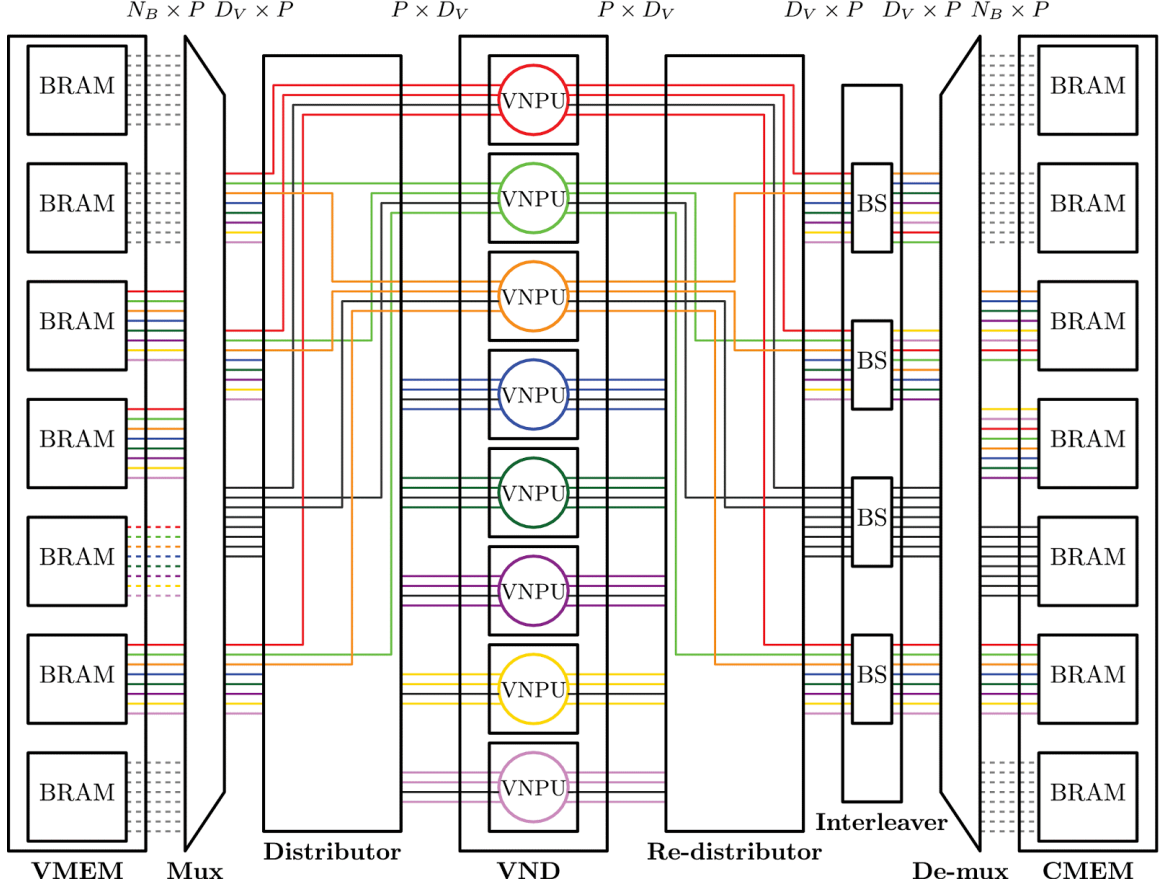 N_B × P D_V × P P × D_V P × D_V D_V × P D_V × P N_B × P
BRAM
BRAM
BRAM
BRAM
BRAM
BRAM
BRAM
VNPU
VNPU
VNPU
VNPU
VNPU
VNPU
VNPU
VNPU
BS
BS
BS
BS
BRAM
BRAM
BRAM
BRAM
BRAM
BRAM
BRAM
Interleaver
Distributor Re-distributor
VMEM Mux VND De-mux CMEM